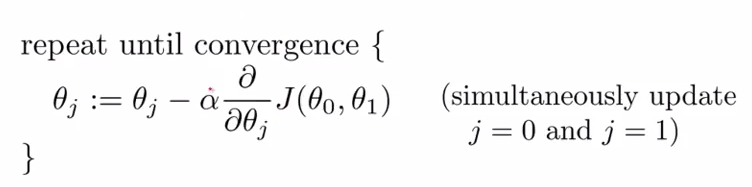 repeat until convergence {
θ_j := θ_j − α ∂/∂θ_j J(θ_0, θ_1) (simultaneously update
j = 0 and j = 1)
}